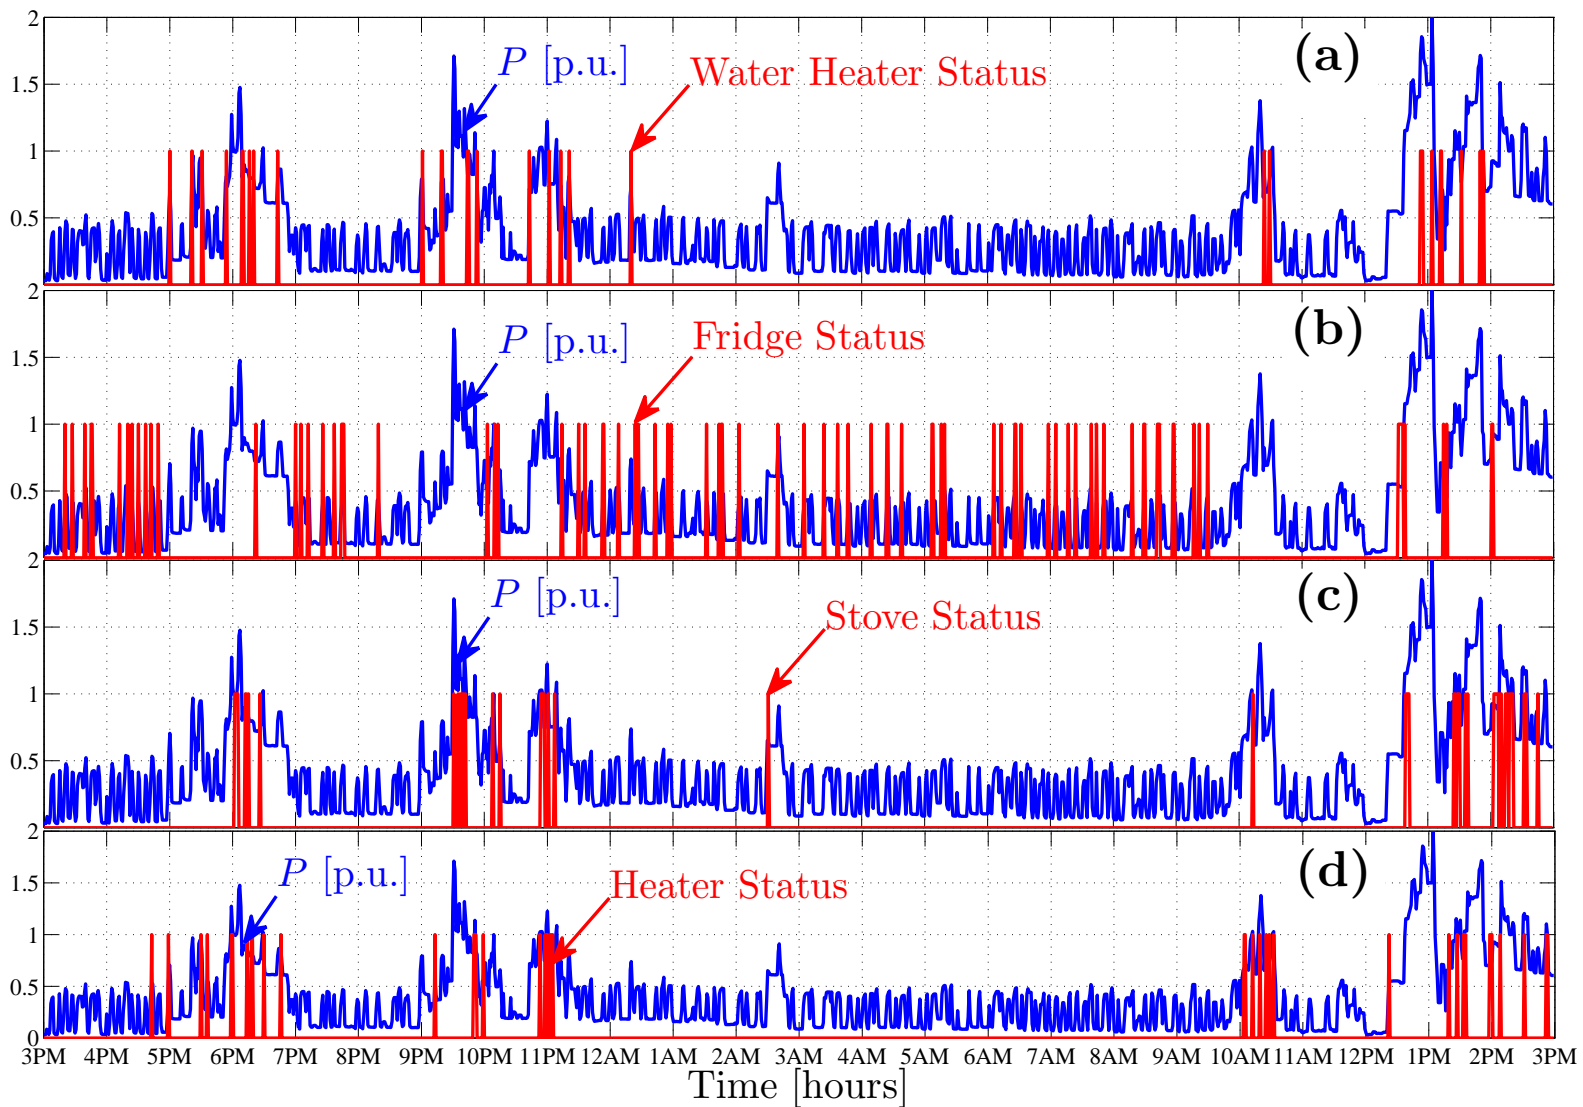 2
(a)
P [p.u.]
Water Heater Status
1.5
1
0.5
2
(b)
P [p.u.]
Fridge Status
1.5
1
0.5
2
(c)
P [p.u.]
Stove Status
1.5
1
0.5
2
(d)
P [p.u.]
Heater Status
1.5
1
0.5
0
3PM 4PM 5PM 6PM 7PM 8PM 9PM 10PM 11PM 12AM 1AM 2AM 3AM 4AM 5AM 6AM 7AM 8AM 9AM 10AM 11AM 12PM 1PM 2PM 3PM
Time [hours]